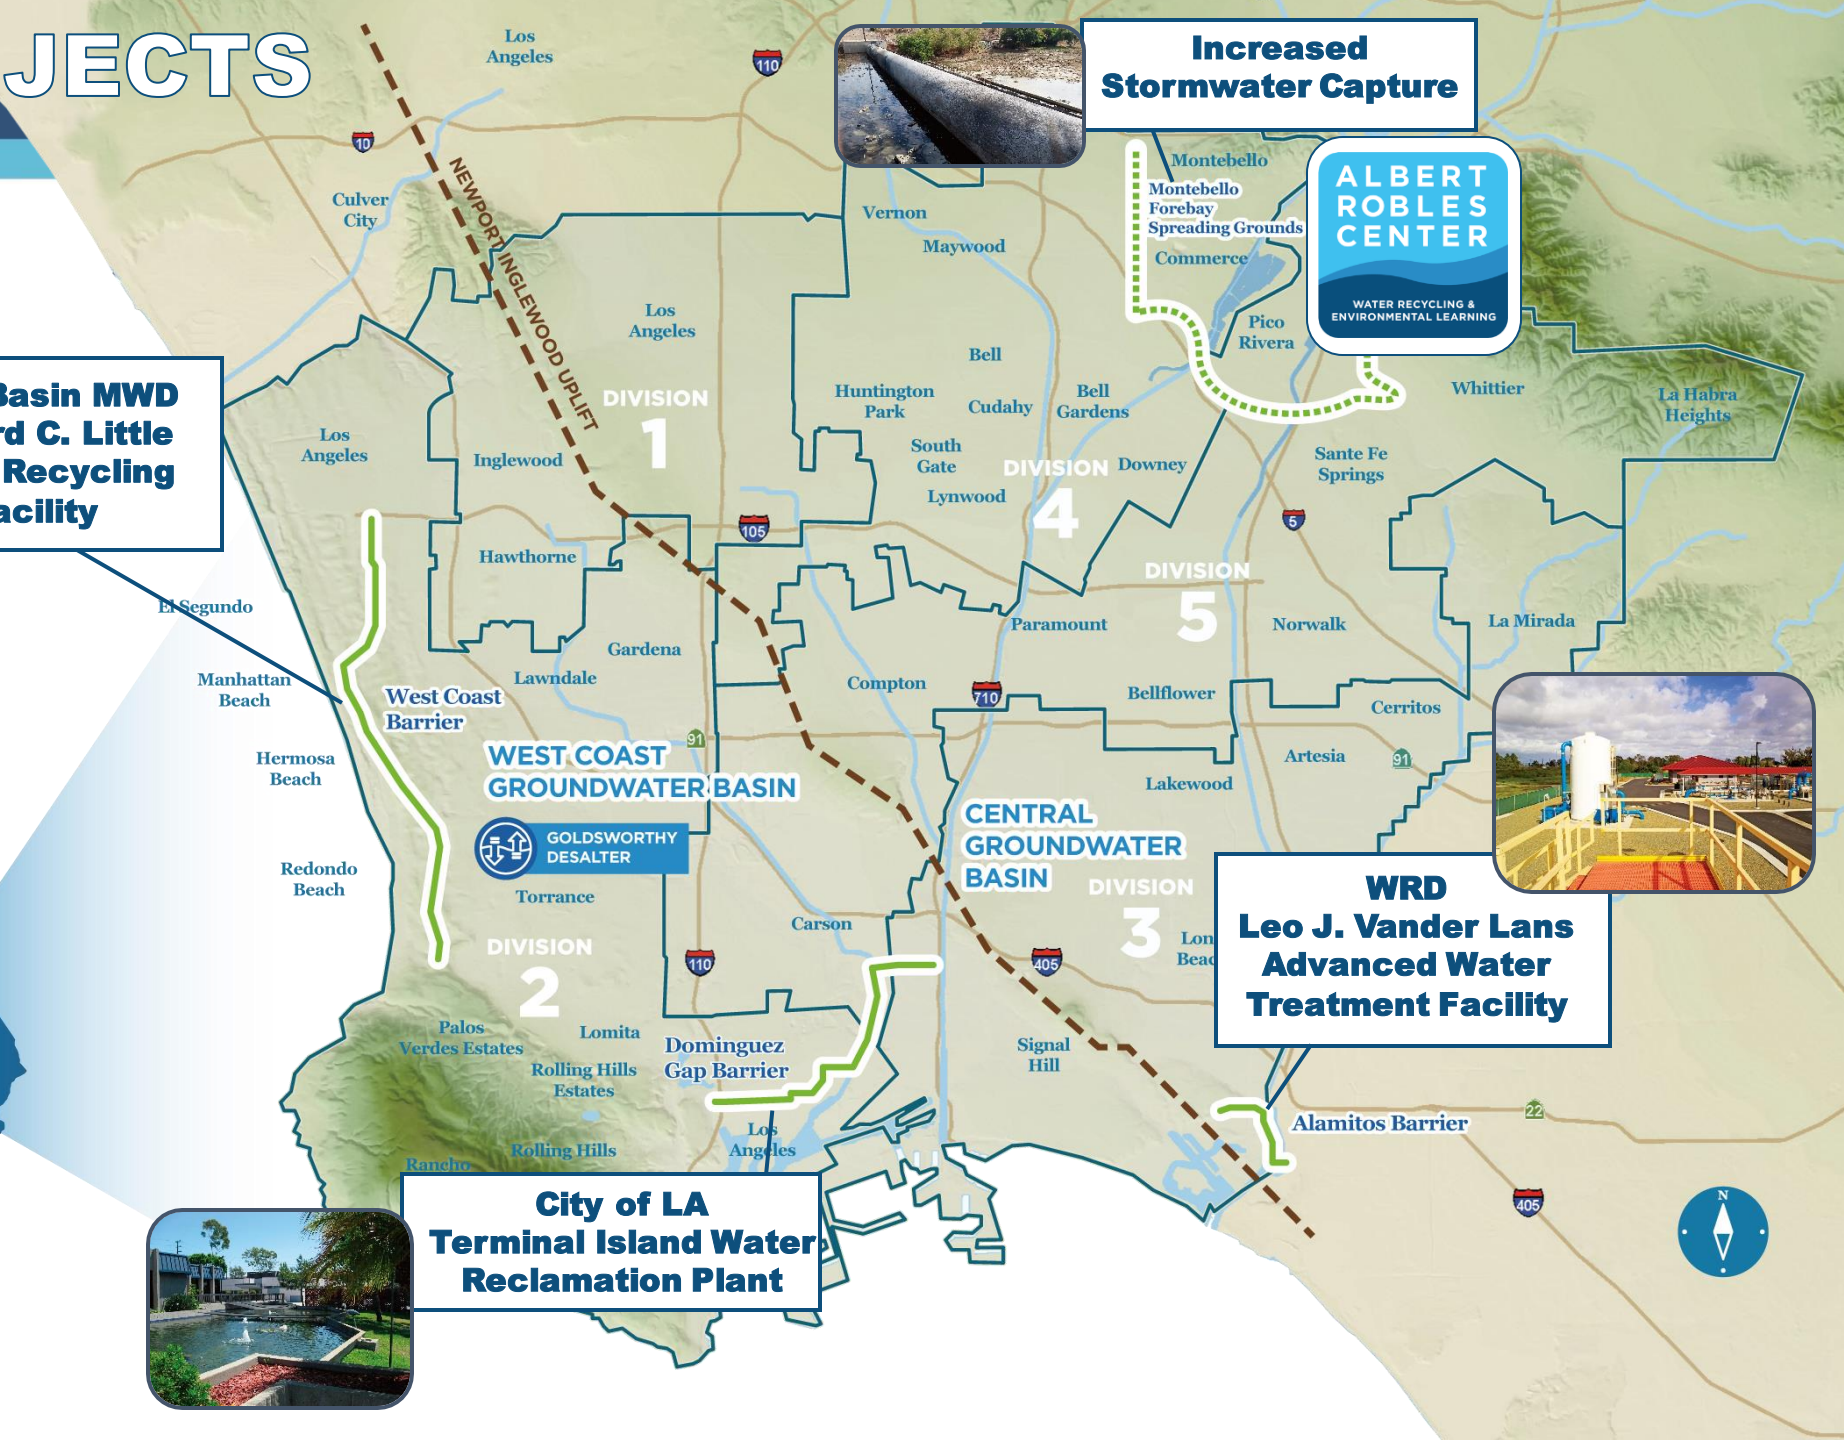 JECTS
Los
Angeles
110
Increased
Stormwater Capture
10
NEWPORT INGLEWOOD UPLIFT
Culver
City
Montebello
Montebello
Forebay
Spreading Grounds
Commerce
ALBERT
ROBLES
CENTER
WATER RECYCLING &
ENVIRONMENTAL LEARNING
Vernon
Maywood
Los
Angeles
Pico
Rivera
Bell
Huntington
Park
Cudahy
Bell
Gardens
Whittier
La Habra
Heights
Basin MWD
rd C. Little
Recycling
acility
DIVISION
1
Los
Angeles
Inglewood
South
Gate
DIVISION
4
Downey
Lynwood
Sante Fe
Springs
105
5
Hawthorne
DIVISION
5
El Segundo
Paramount
Norwalk
La Mirada
Gardena
Lawndale
Manhattan
Beach
Compton
710
Bellflower
Cerritos
West Coast
Barrier
91
WEST COAST
GROUNDWATER BASIN
Hermosa
Beach
Lakewood
Artesia
91
GOLDSWORTHY
DESALTER
CENTRAL
GROUNDWATER
BASIN
DIVISION
3
Redondo
Beach
Torrance
Carson
DIVISION
2
110
405
Lon
Beac
WRD
Leo J. Vander Lans
Advanced Water
Treatment Facility
Palos
Verdes Estates
Lomita
Rolling Hills
Estates
Dominguez
Gap Barrier
Signal
Hill
Los
Angeles
Alamitos Barrier
22
Rolling Hills
Rancho
City of LA
Terminal Island Water
Reclamation Plant
405
N